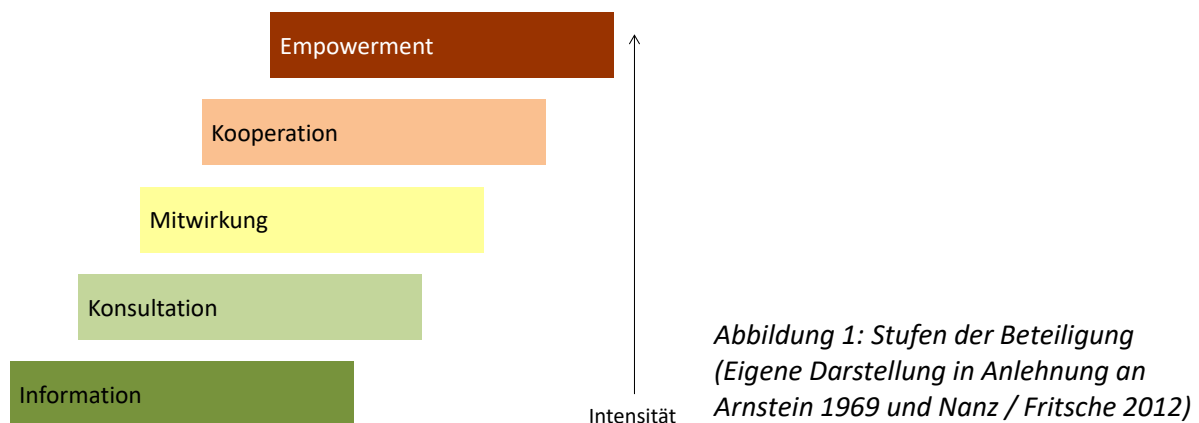 Empowerment
Kooperation
Mitwirkung
Konsultation
Information
Intensität
Abbildung 1: Stufen der Beteiligung
(Eigene Darstellung in Anlehnung an
Arnstein 1969 und Nanz / Fritsche 2012)